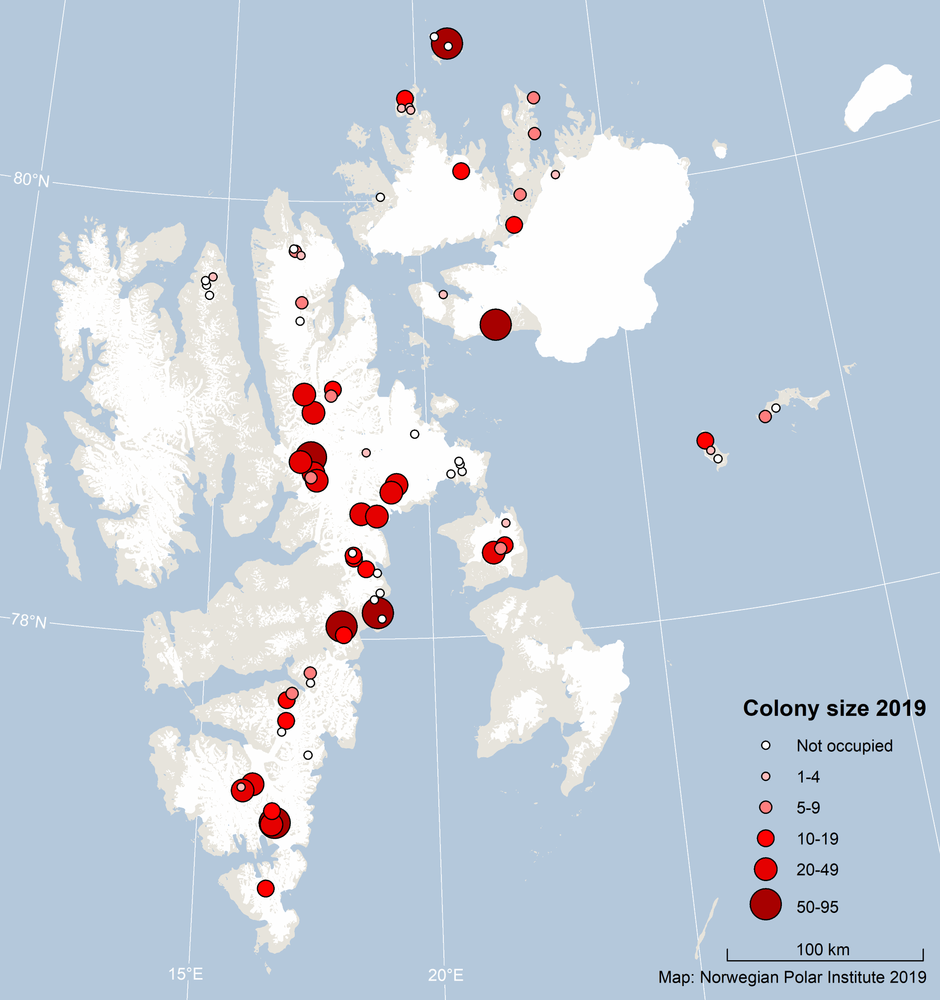 80°N
78°N
Colony size 2019
Not occupied
1-4
5-9
10-19
20-49
50-95
100 km
15°E
20°E
Map: Norwegian Polar Institute 2019